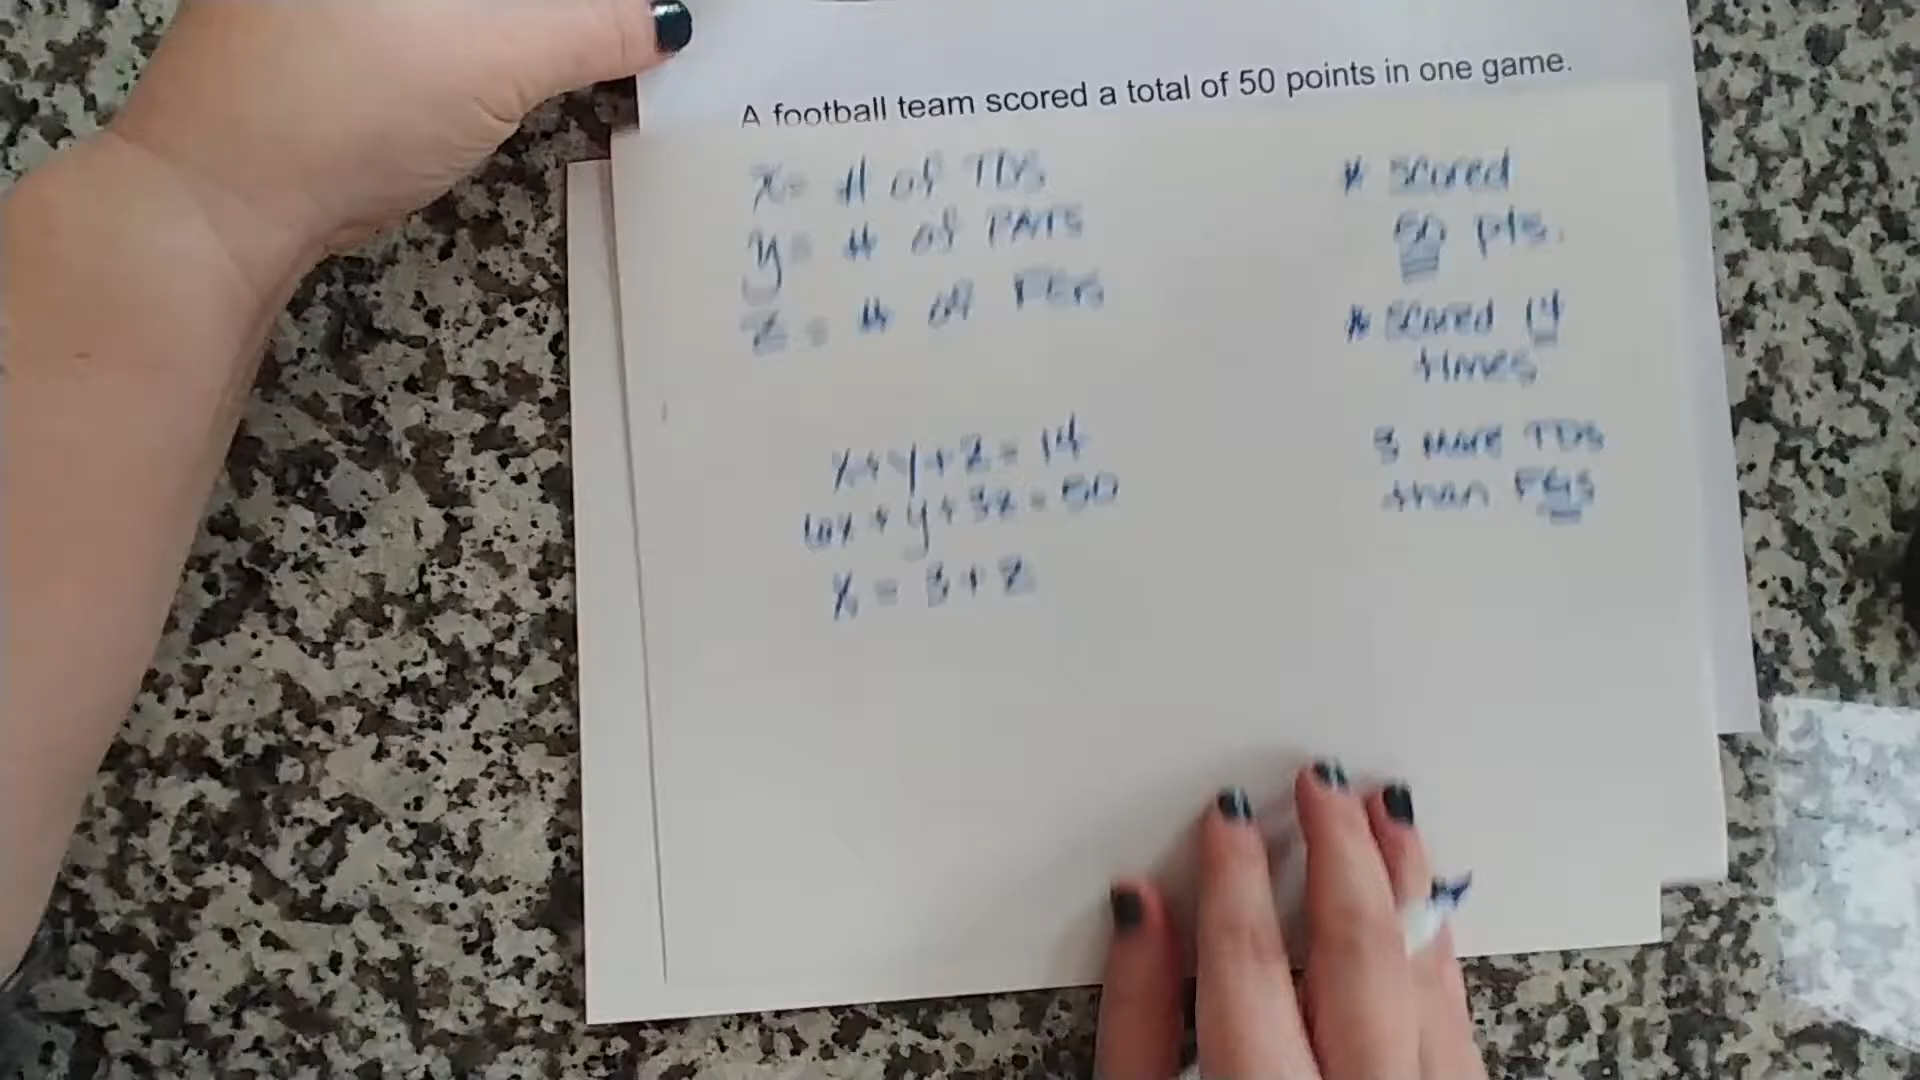 A football team scored a total of 50 points in one game.
x = # of TDs
y = # of PATs
z = # of FGs
x+y+z = 14
6x + y + 3z = 50
x = 3 + z
* scored
50 pts.
* scored 14
times
3 more TDs
than FGs